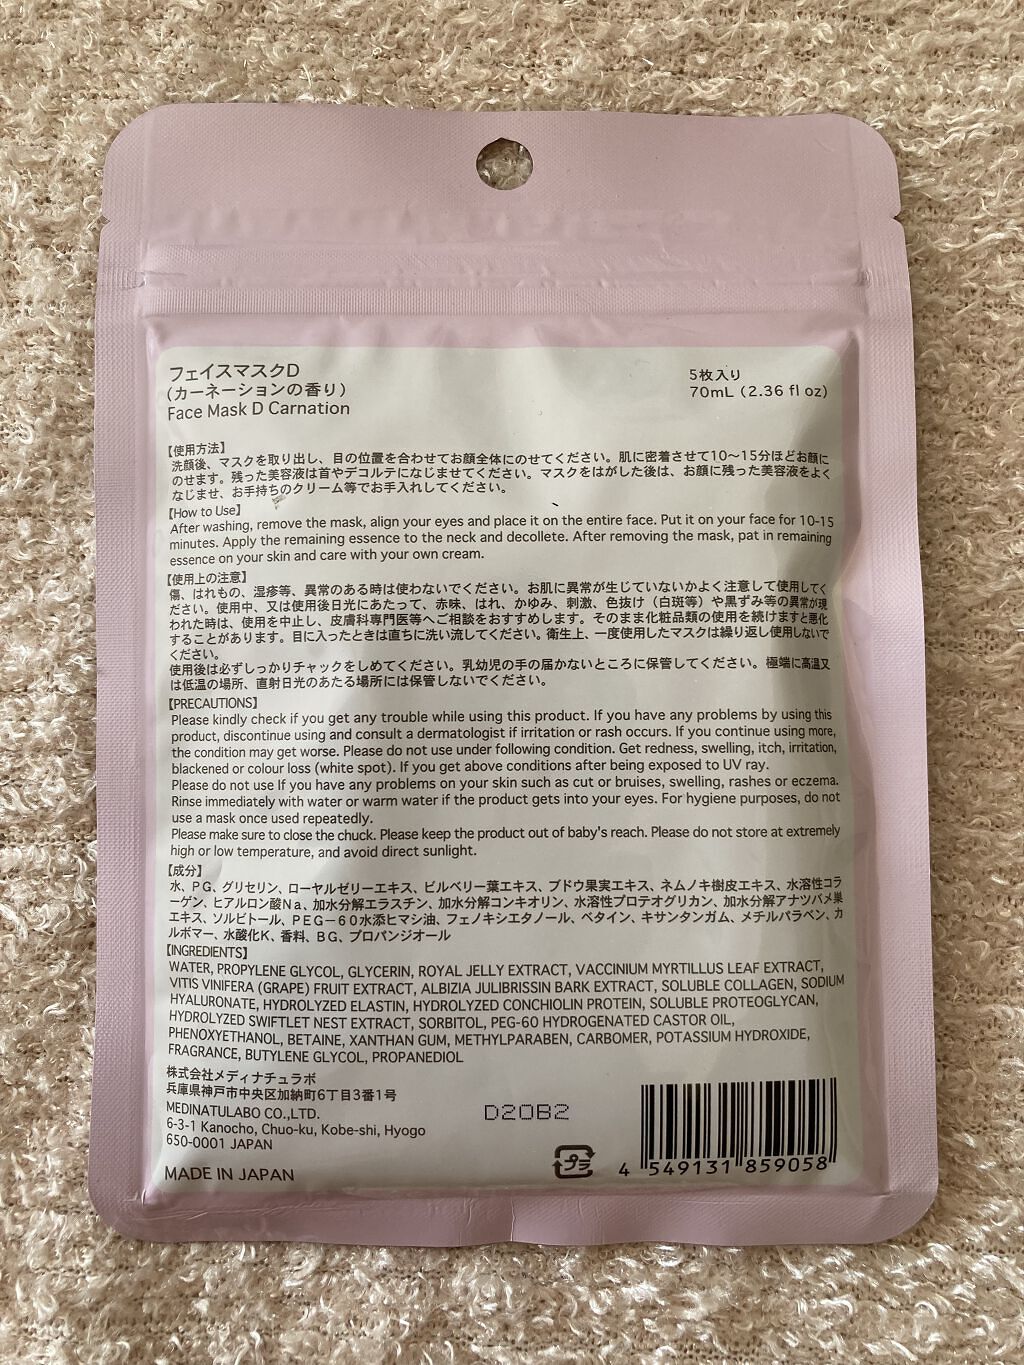 フェイスマスクD
(カーネーションの香り)
Face Mask D Carnation
5枚入り
70mL (2.36 fl oz)
【使用方法】
洗顔後、マスクを取り出し、目の位置を合わせてお顔全体にのせてください。肌に密着させて10〜15分ほどお顔に
のせます。残った美容液は首やデコルテになじませてください。マスクをはがした後は、お顔に残った美容液をよく
なじませ、お手持ちのクリーム等でお手入れしてください。
【How to Use】
After washing, remove the mask, align your eyes and place it on the entire face. Put it on your face for 10-15
minutes. Apply the remaining essence to the neck and decollete. After removing the mask, pat in remaining
essence on your skin and care with your own cream.
【使用上の注意】
傷、はれもの、湿疹等、異常のある時は使わないでください。お肌に異常が生じていないかよく注意して使用してく
ださい。使用中、又は使用後日光にあたって、赤味、はれ、かゆみ、刺激、色抜け（白斑等）や黒ずみ等の異常が現
われた時は、使用を中止し、皮膚科専門医等へご相談をおすすめします。そのまま化粧品類の使用を続けますと悪化
することがあります。目に入ったときは直ちに洗い流してください。衛生上、一度使用したマスクは繰り返し使用しないで
ください。
使用後は必ずしっかりチャックをしめてください。乳幼児の手の届かないところに保管してください。極端に高温又
は低温の場所、直射日光のあたる場所には保管しないでください。
【PRECAUTIONS】
Please kindly check if you get any trouble while using this product. If you have any problems by using this
product, discontinue using and consult a dermatologist if irritation or rash occurs. If you continue using more,
the condition may get worse. Please do not use under following condition. Get redness, swelling, itch, irritation,
blackened or colour loss (white spot). If you get above conditions after being exposed to UV ray.
Please do not use If you have any problems on your skin such as cut or bruises, swelling, rashes or eczema.
Rinse immediately with water or warm water if the product gets into your eyes. For hygiene purposes, do not
use a mask once used repeatedly.
Please make sure to close the chuck. Please keep the product out of baby's reach. Please do not store at extremely
high or low temperature, and avoid direct sunlight.
【成分】
水、ＰＧ、グリセリン、ローヤルゼリーエキス、ビルベリー葉エキス、ブドウ果実エキス、ネムノキ樹皮エキス、水溶性コラ
ーゲン、ヒアルロン酸Ｎａ、加水分解エラスチン、加水分解コンキオリン、水溶性プロテオグリカン、加水分解アナツバメ巣
エキス、ソルビトール、ＰＥＧ－６０水添ヒマシ油、フェノキシエタノール、ベタイン、キサンタンガム、メチルパラベン、カ
ルボマー、水酸化Ｋ、香料、ＢＧ、プロパンジオール
【INGREDIENTS】
WATER, PROPYLENE GLYCOL, GLYCERIN, ROYAL JELLY EXTRACT, VACCINIUM MYRTILLUS LEAF EXTRACT,
VITIS VINIFERA (GRAPE) FRUIT EXTRACT, ALBIZIA JULIBRISSIN BARK EXTRACT, SOLUBLE COLLAGEN, SODIUM
HYALURONATE, HYDROLYZED ELASTIN, HYDROLYZED CONCHIOLIN PROTEIN, SOLUBLE PROTEOGLYCAN,
HYDROLYZED SWIFTLET NEST EXTRACT, SORBITOL, PEG-60 HYDROGENATED CASTOR OIL,
PHENOXYETHANOL, BETAINE, XANTHAN GUM, METHYLPARABEN, CARBOMER, POTASSIUM HYDROXIDE,
FRAGRANCE, BUTYLENE GLYCOL, PROPANEDIOL
株式会社メディナチュラボ
兵庫県神戸市中央区加納町6丁目3番1号
MEDINATULABO CO.,LTD.
6-3-1 Kanocho, Chuo-ku, Kobe-shi, Hyogo
650-0001 JAPAN
MADE IN JAPAN
D20B2
プラ
4 549131 859058